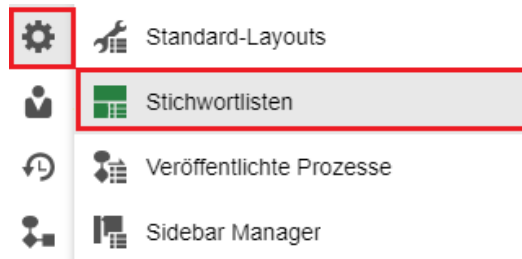 Standard-Layouts
Stichwortlisten
Veröffentlichte Prozesse
Sidebar Manager